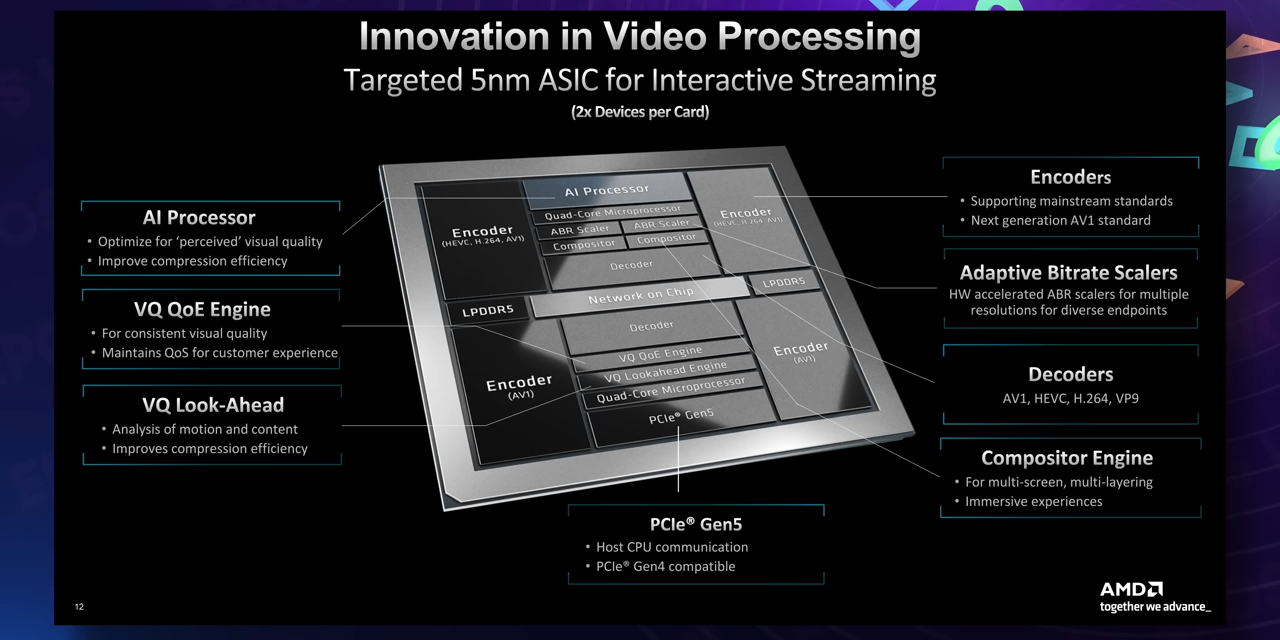 Innovation in Video Processing
Targeted 5nm ASIC for Interactive Streaming
(2x Devices per Card)
AI Processor
• Optimize for ‘perceived’ visual quality
• Improve compression efficiency
VQ QoE Engine
• For consistent visual quality
• Maintains QoS for customer experience
VQ Look-Ahead
• Analysis of motion and content
• Improves compression efficiency
AI Processor
Quad-Core Microprocessor
ABR Scaler
ABR Scaler
Compositor
Compositor
Decoder
Encoder
(HEVC, H.264, AV1)
Encoder
(HEVC, H.264, AV1)
LPDDR5
Network on Chip
LPDDR5
Decoder
VQ QoE Engine
VQ Lookahead Engine
Quad-Core Microprocessor
PCIe® Gen5
Encoder
(AV1)
Encoder
(AV1)
Encoders
• Supporting mainstream standards
• Next generation AV1 standard
Adaptive Bitrate Scalers
HW accelerated ABR scalers for multiple
resolutions for diverse endpoints
Decoders
AV1, HEVC, H.264, VP9
Compositor Engine
• For multi-screen, multi-layering
• Immersive experiences
PCIe® Gen5
• Host CPU communication
• PCIe® Gen4 compatible
12
AMD
together we advance_